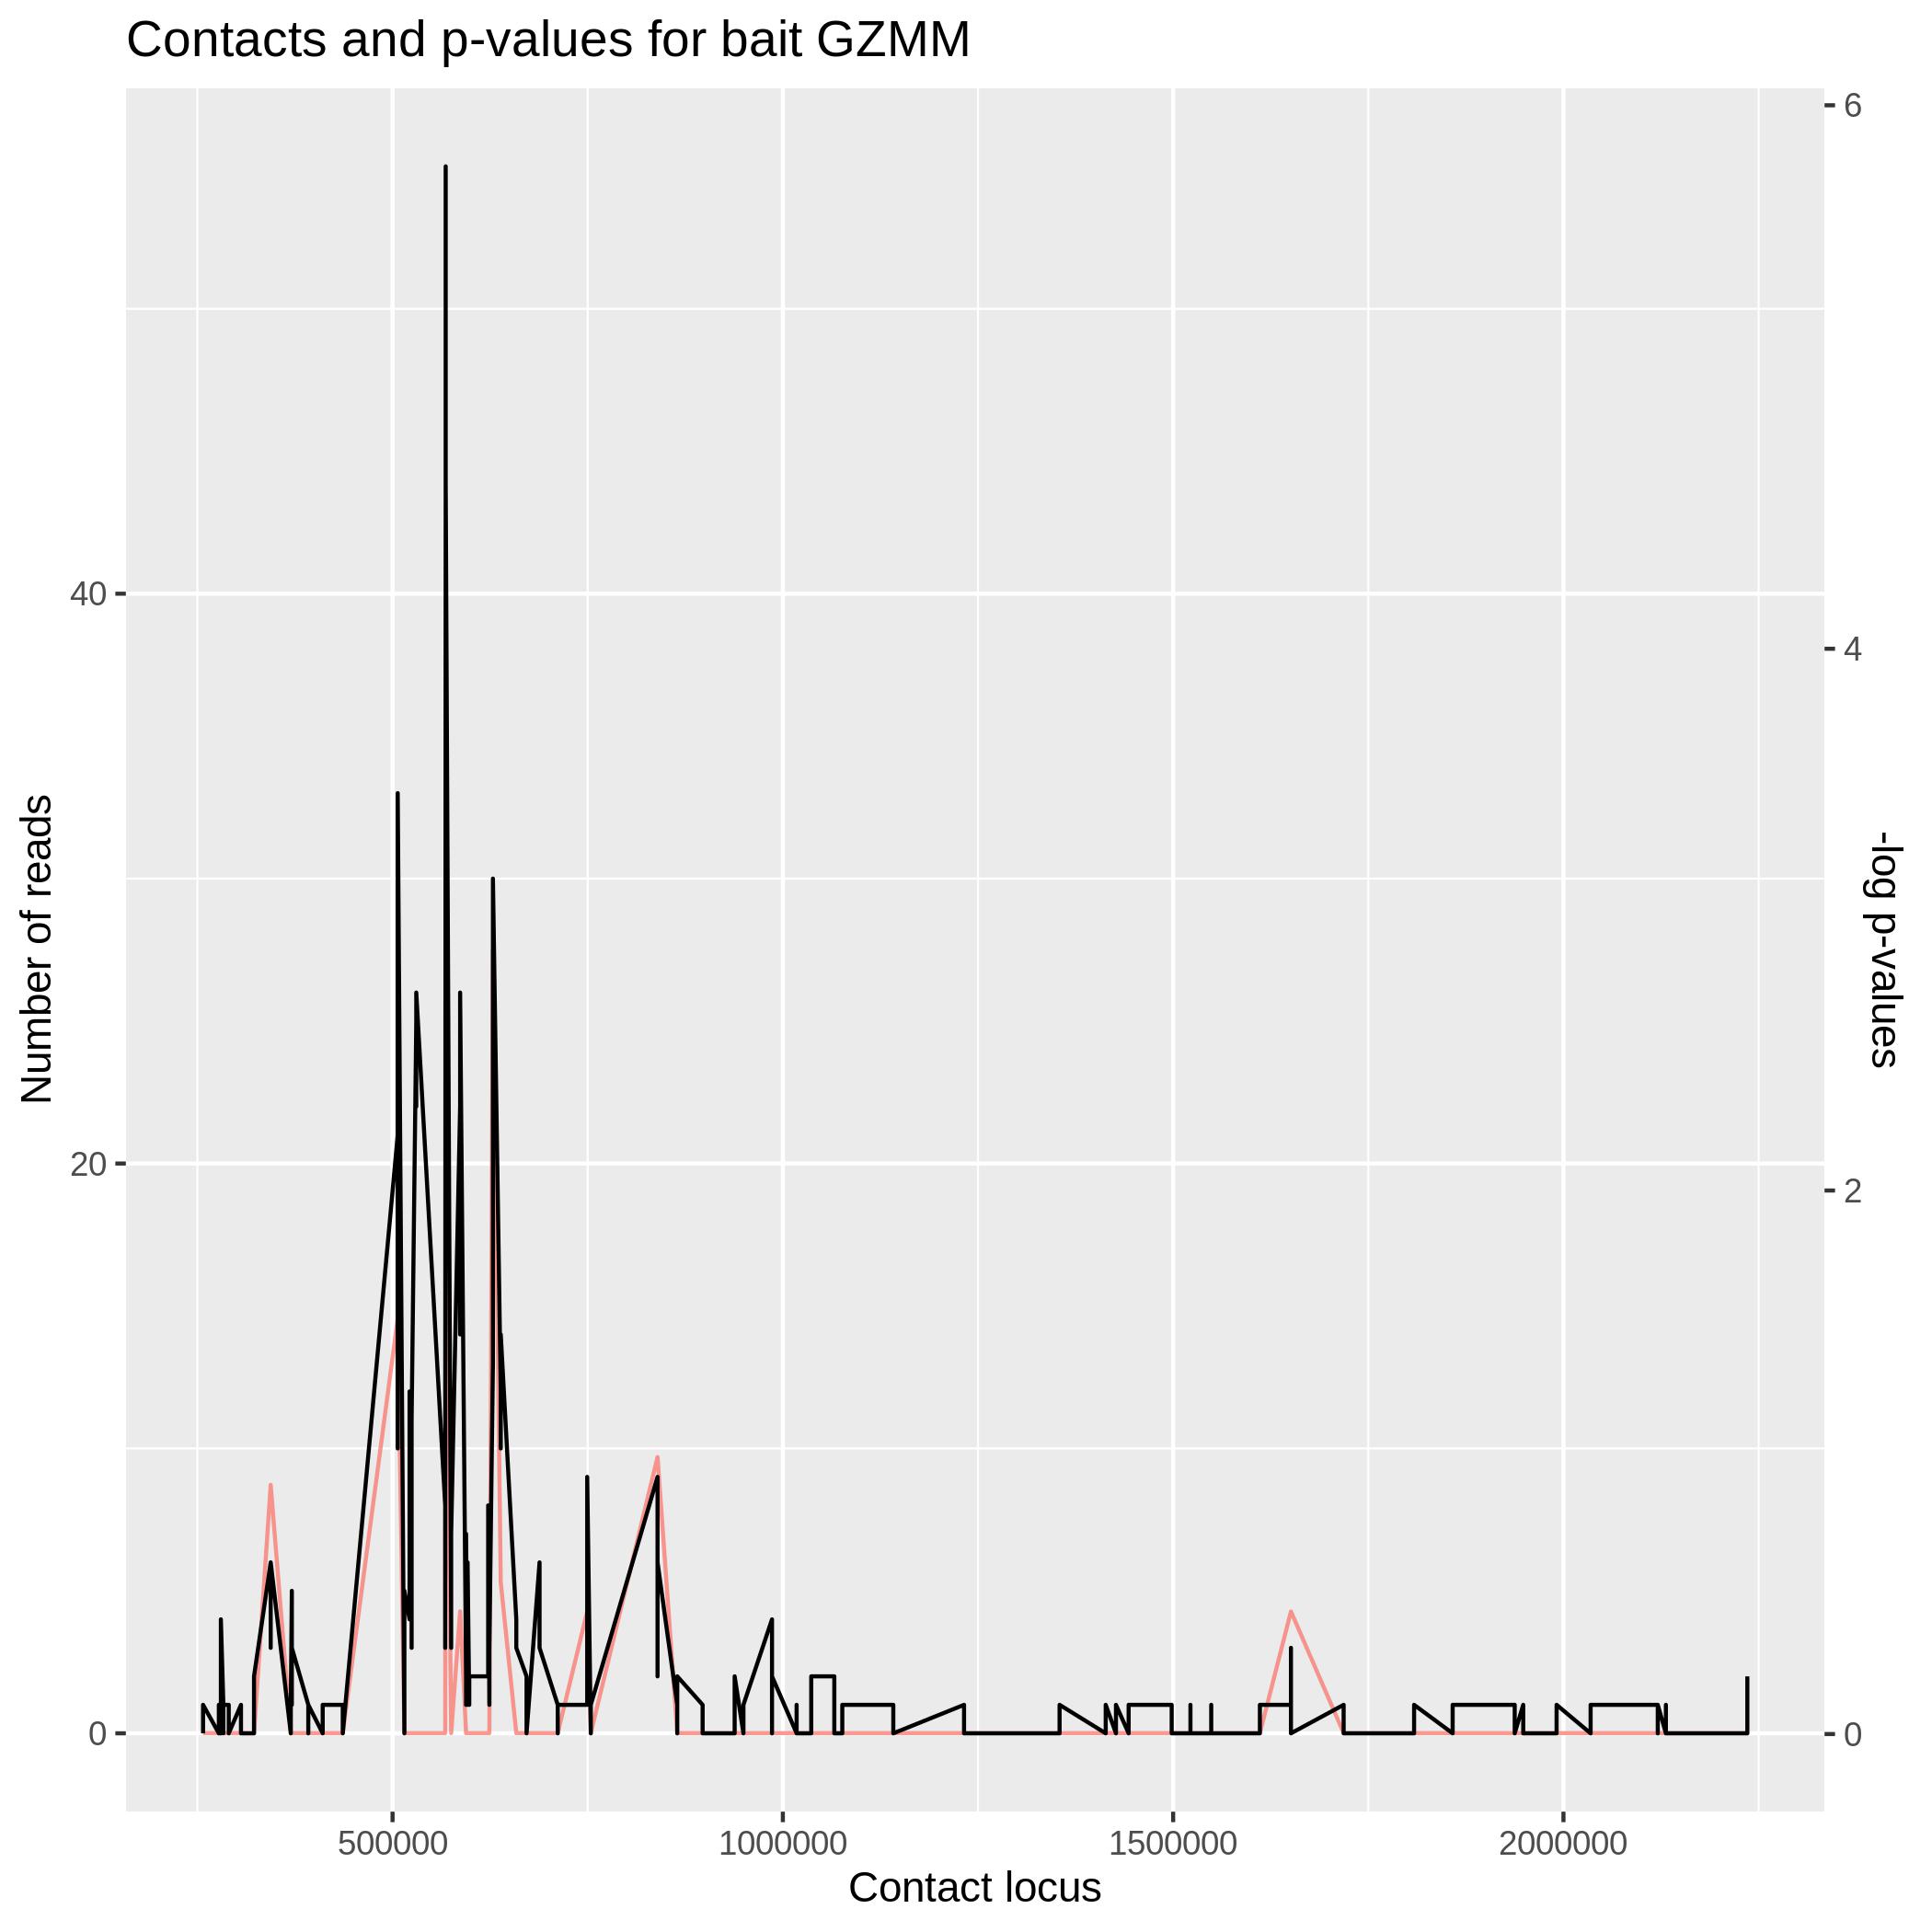 Contacts and p-values for bait GZMM
6
40
4
Number of reads
-log p-values
20
2
0
0
500000
1000000
1500000
2000000
Contact locus